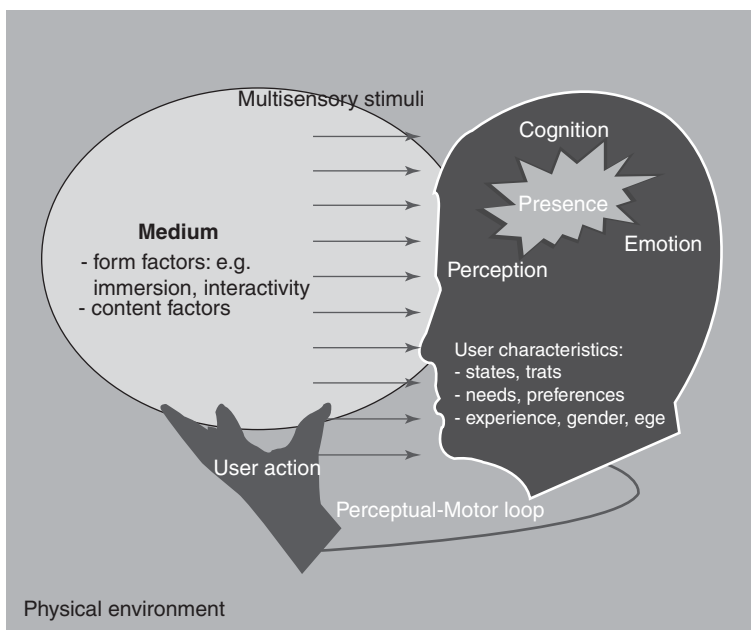 Multisensory stimuli
Cognition
Presence
Emotion
Medium
- form factors: e.g.
immersion, interactivity
- content factors
Perception
User characteristics:
- states, trats
- needs, preferences
- experience, gender, ege
User action
Perceptual-Motor loop
Physical environment